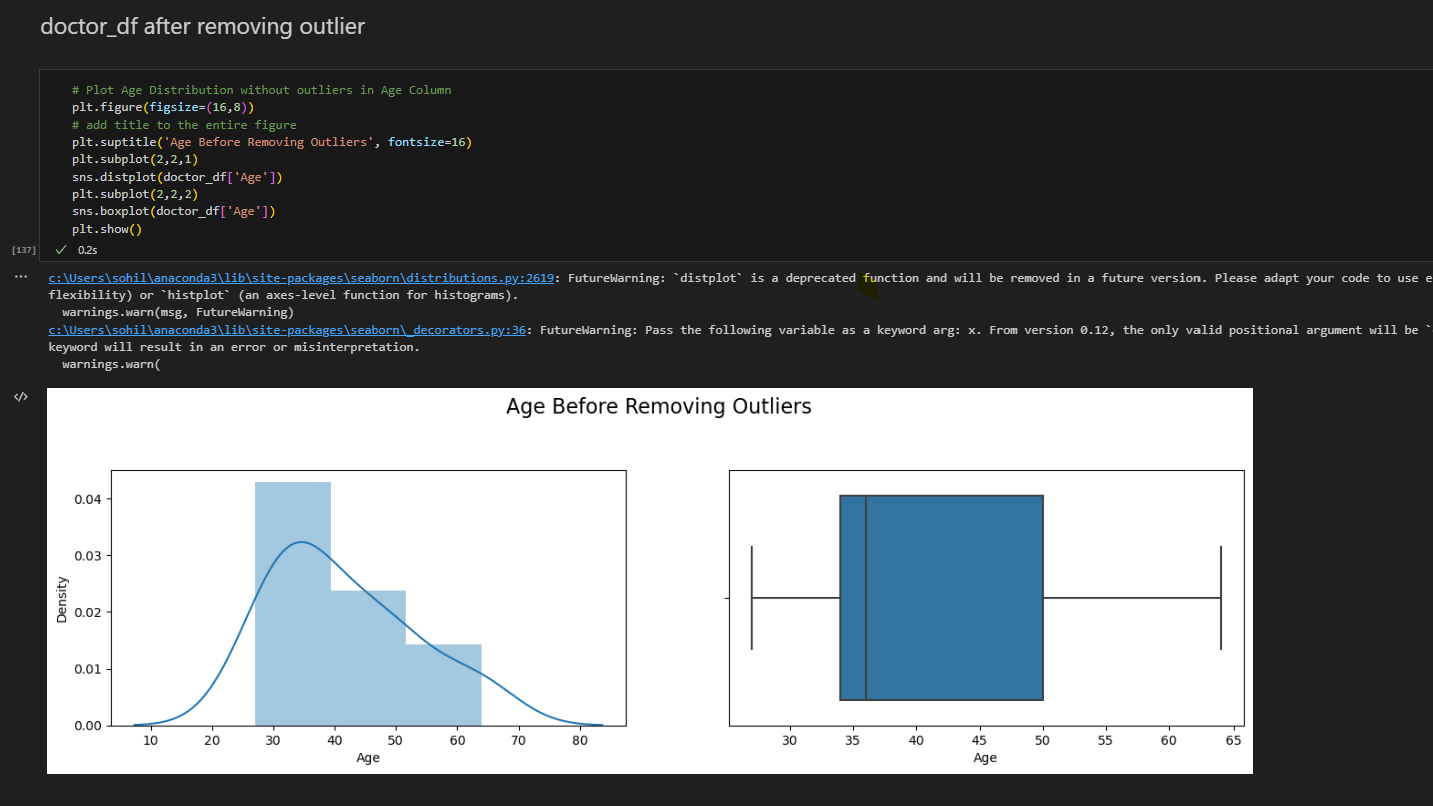 doctor_df after removing outlier
# Plot Age Distribution without outliers in Age Column
plt.figure(figsize=(16,8))
# add title to the entire figure
plt.suptitle('Age Before Removing Outliers', fontsize=16)
plt.subplot(2,2,1)
sns.distplot(doctor_df['Age'])
plt.subplot(2,2,2)
sns.boxplot(doctor_df['Age'])
plt.show()
[137] ✓ 0.2s
... c:\Users\sohil\anaconda3\lib\site-packages\seaborn\distributions.py:2619: FutureWarning: `distplot` is a deprecated function and will be removed in a future version. Please adapt your code to use e
flexibility) or `histplot` (an axes-level function for histograms).
warnings.warn(msg, FutureWarning)
c:\Users\sohil\anaconda3\lib\site-packages\seaborn\_decorators.py:36: FutureWarning: Pass the following variable as a keyword arg: x. From version 0.12, the only valid positional argument will be `
keyword will result in an error or misinterpretation.
warnings.warn(
</>
Age Before Removing Outliers
0.04
0.03
0.02
0.01
0.00
Density
10 20 30 40 50 60 70 80
Age
30 35 40 45 50 55 60 65
Age